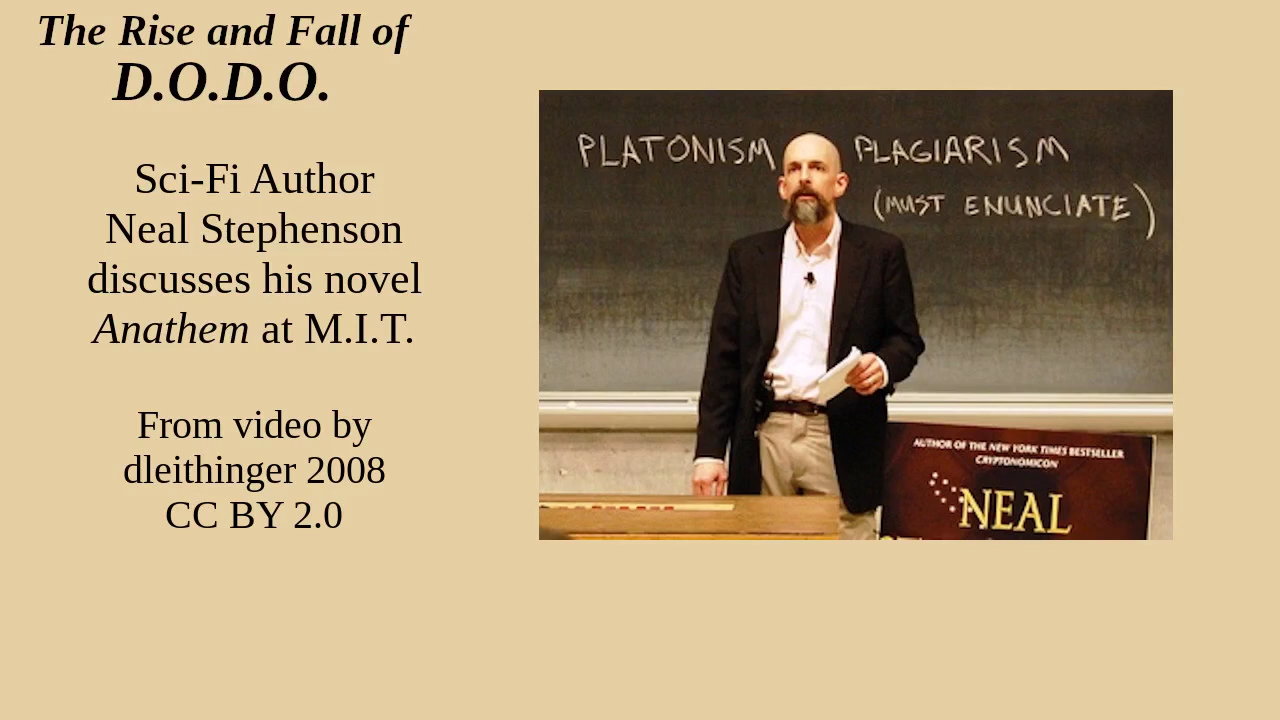 The Rise and Fall of
D.O.D.O.
Sci-Fi Author
Neal Stephenson
discusses his novel
Anathem at M.I.T.
From video by
dleithinger 2008
CC BY 2.0
PLATONISM PLAGIARISM
(MUST ENUNCIATE)
AUTHOR OF THE NEW YORK TIMES BESTSELLER
CRYPTONOMICON
NEAL